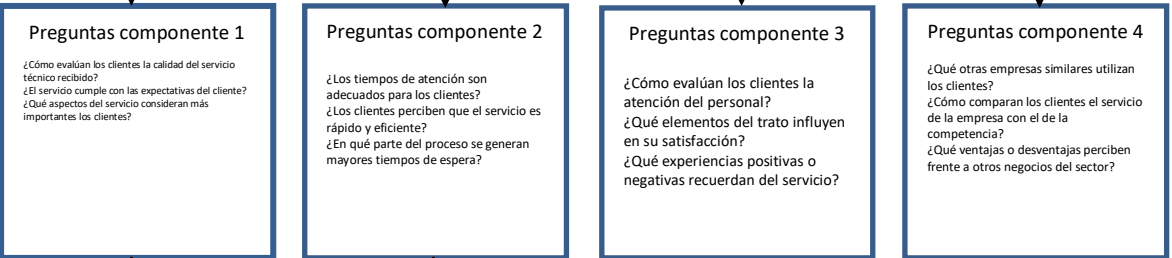 Preguntas componente 1
¿Cómo evalúan los clientes la calidad del servicio
técnico recibido?
¿El servicio cumple con las expectativas del cliente?
¿Qué aspectos del servicio consideran más
importantes los clientes?
Preguntas componente 2
¿Los tiempos de atención son
adecuados para los clientes?
¿Los clientes perciben que el servicio es
rápido y eficiente?
¿En qué parte del proceso se generan
mayores tiempos de espera?
Preguntas componente 3
¿Cómo evalúan los clientes la
atención del personal?
¿Qué elementos del trato influyen
en su satisfacción?
¿Qué experiencias positivas o
negativas recuerdan del servicio?
Preguntas componente 4
¿Qué otras empresas similares utilizan
los clientes?
¿Cómo comparan los clientes el servicio
de la empresa con el de la
competencia?
¿Qué ventajas o desventajas perciben
frente a otros negocios del sector?